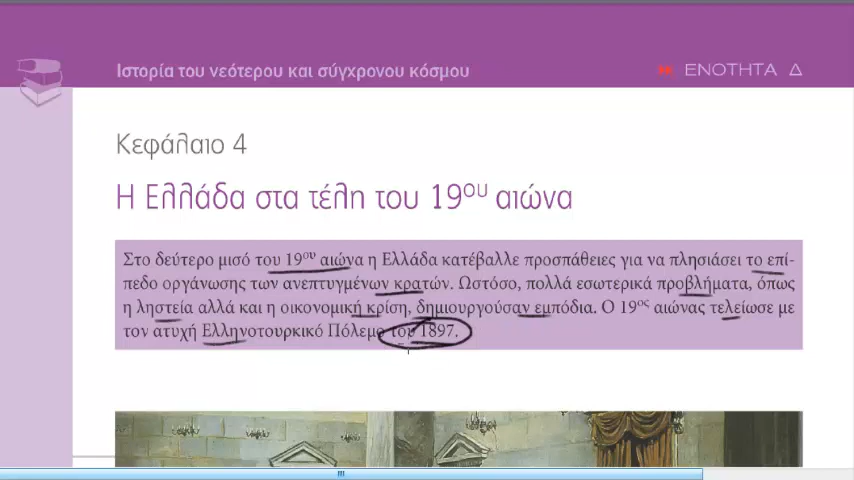 Ιστορία του νεότερου και σύγχρονου κόσμου
ΕΝΟΤΗΤΑ Δ
Κεφάλαιο 4
Η Ελλάδα στα τέλη του 19ου αιώνα
Στο δεύτερο μισό του 19ου αιώνα η Ελλάδα κατέβαλλε προσπάθειες για να πλησιάσει το επί-
πεδο οργάνωσης των ανεπτυγμένων κρατών. Ωστόσο, πολλά εσωτερικά προβλήματα, όπως
η ληστεία αλλά και η οικονομική κρίση, δημιουργούσαν εμπόδια. Ο 19ος αιώνας τελείωσε με
τον ατυχή Ελληνοτουρκικό Πόλεμο του 1897.